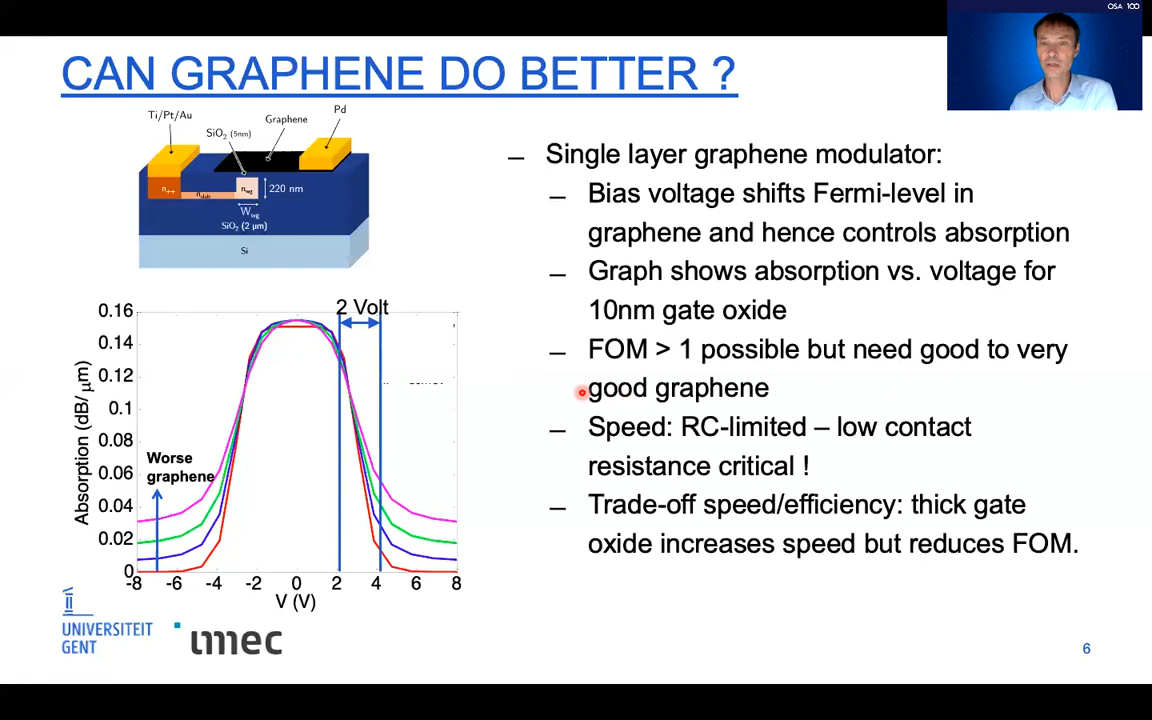 OSA 100
CAN GRAPHENE DO BETTER ?
Ti/Pt/Au
SiO₂ (5nm)
Graphene
Pd
n++
n_slab
n_wg
220 nm
W_wg
SiO₂ (2 μm)
Si
– Single layer graphene modulator:
– Bias voltage shifts Fermi-level in
graphene and hence controls absorption
– Graph shows absorption vs. voltage for
10nm gate oxide
– FOM > 1 possible but need good to very
good graphene
– Speed: RC-limited – low contact
resistance critical !
– Trade-off speed/efficiency: thick gate
oxide increases speed but reduces FOM.
2 Volt
0.16
0.14
0.12
0.1
0.08
0.06
0.04
0.02
0
Absorption (dB/ μm)
Worse
graphene
-8 -6 -4 -2 0 2 4 6 8
V (V)
UNIVERSITEIT
GENT
imec
6